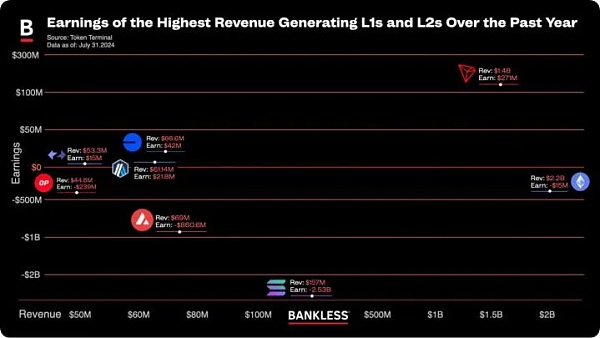 B
Earnings of the Highest Revenue Generating L1s and L2s Over the Past Year
Source: Token Terminal
Data as of: July 31.2024
$300M
Rev: $1.4B
Earn: $271M
$100M
$50M
Rev: $66.6M
Earn: $42M
Rev: $53.3M
Earn: $15M
Earnings
$0
Rev: $61.14M
Earn: $21.8M
OP
Rev: $44.6M
Earn: -$239M
Rev: $2.2B
Earn: -$15M
-$500M
Rev: $69M
Earn: -$860.6M
-$1B
-$2B
Rev: $157M
Earn: -2.53B
Revenue
$50M
$60M
$80M
$100M
BANKLESS
$500M
$1B
$1.5B
$2B